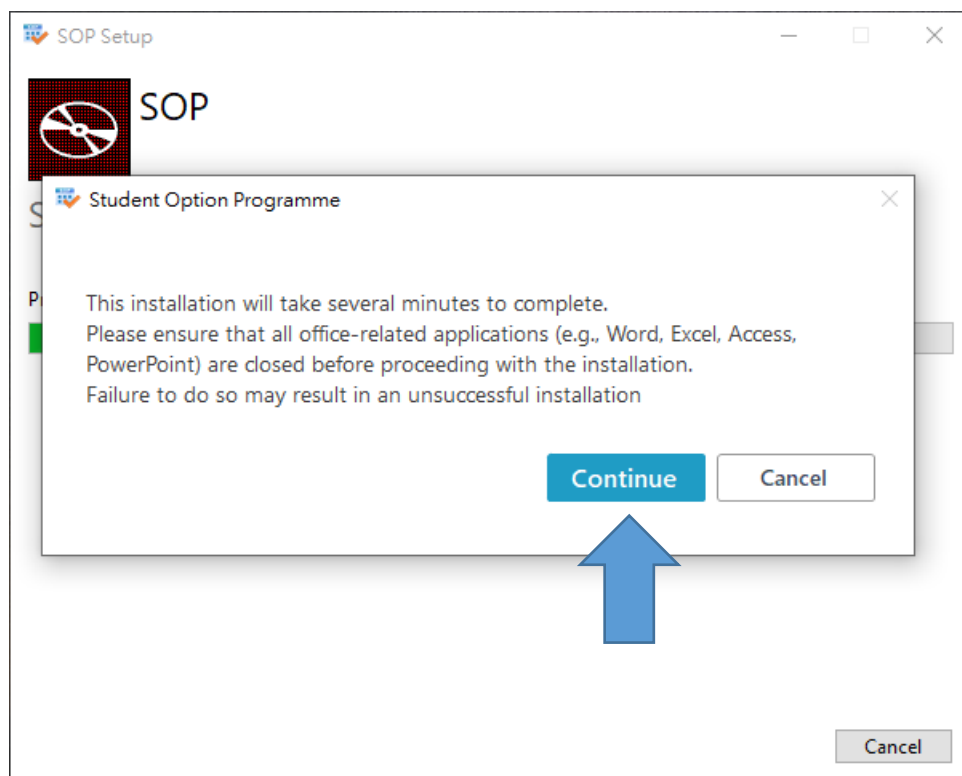 SOP Setup
SOP
Student Option Programme
This installation will take several minutes to complete.
Please ensure that all office-related applications (e.g., Word, Excel, Access,
PowerPoint) are closed before proceeding with the installation.
Failure to do so may result in an unsuccessful installation
Continue
Cancel
Cancel